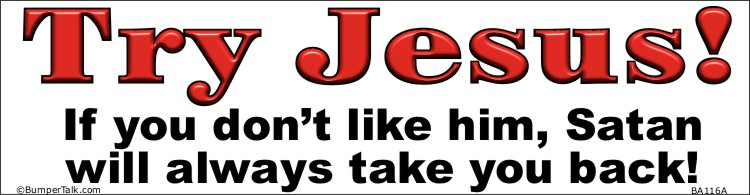 Try Jesus!
If you don't like him, Satan
will always take you back!
©BumperTalk.com
BA116A